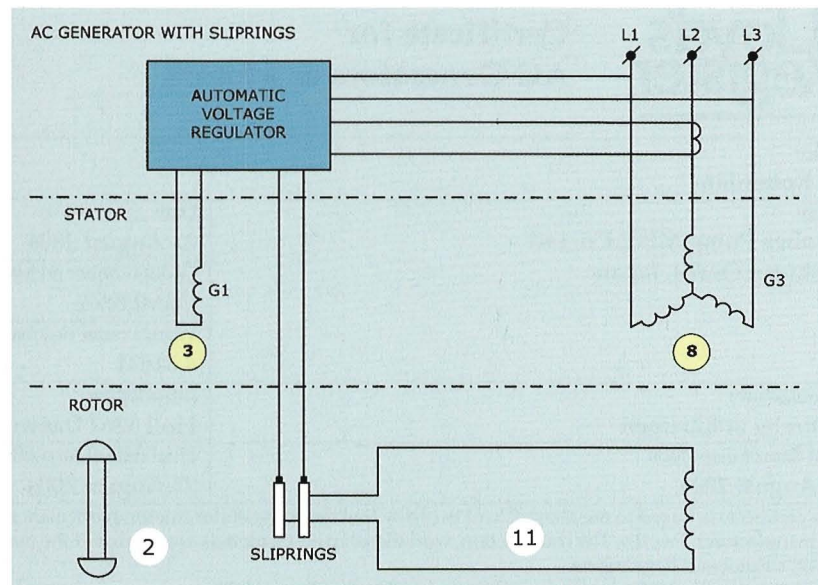 AC GENERATOR WITH SLIPRINGS
L1 L2 L3
AUTOMATIC
VOLTAGE
REGULATOR
STATOR
G1
G3
3
8
ROTOR
2
SLIPRINGS
11